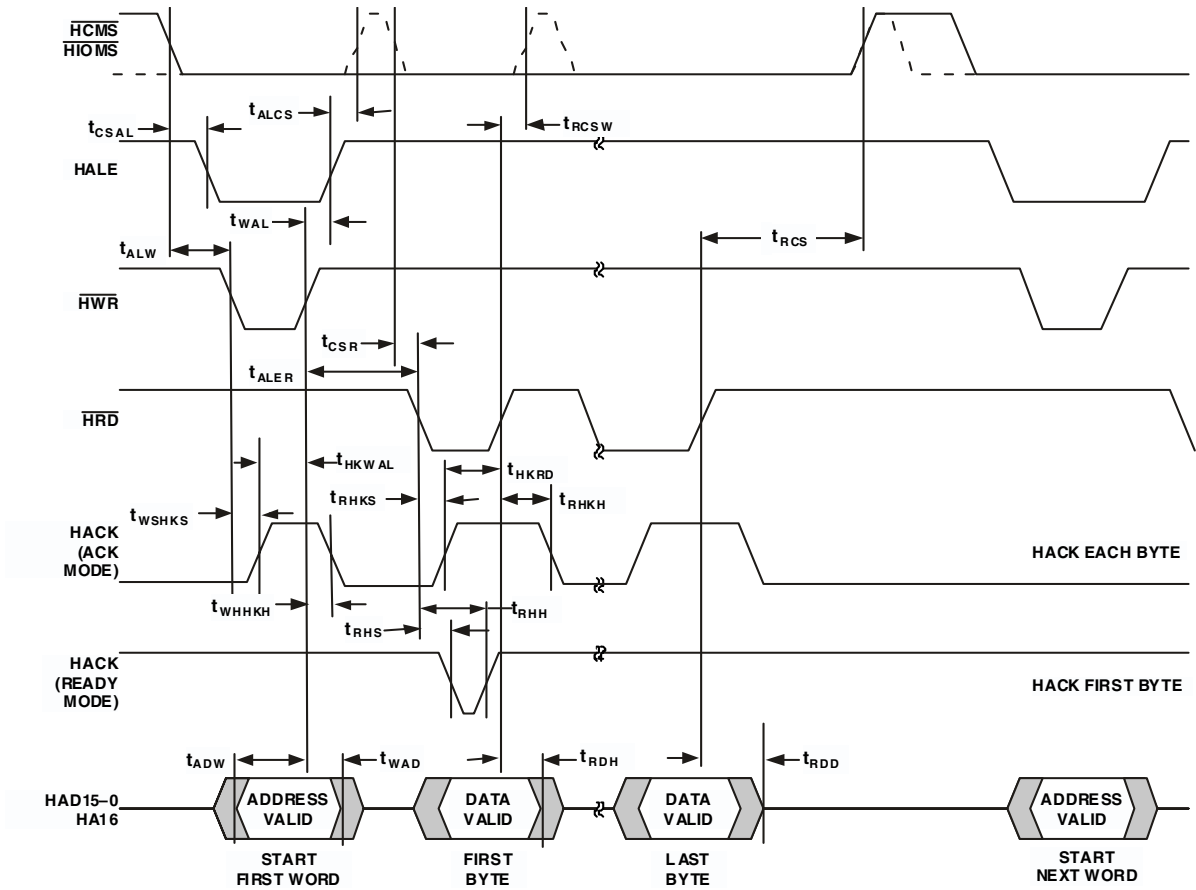 HCMS
HIOMS
tALCS
tCSAL
tRCSW
HALE
tWAL
tALW
tRCS
HWR
tCSR
tALER
HRD
tHKWAL
tHKRD
tRHKS
tRHKH
tWSHKS
HACK
(ACK
MODE)
HACK EACH BYTE
tWHHKH
tRHH
tRHS
HACK
(READY
MODE)
HACK FIRST BYTE
tADW
tWAD
tRDH
tRDD
HAD15–0
HA16
ADDRESS
VALID
DATA
VALID
DATA
VALID
ADDRESS
VALID
START
FIRST WORD
FIRST
BYTE
LAST
BYTE
START
NEXT WORD